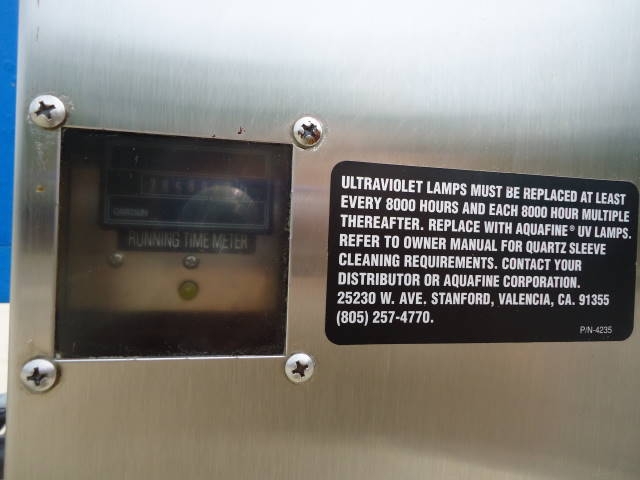 RUNNING TIME METER
ULTRAVIOLET LAMPS MUST BE REPLACED AT LEAST
EVERY 8000 HOURS AND EACH 8000 HOUR MULTIPLE
THEREAFTER. REPLACE WITH AQUAFINE® UV LAMPS.
REFER TO OWNER MANUAL FOR QUARTZ SLEEVE
CLEANING REQUIREMENTS. CONTACT YOUR
DISTRIBUTOR OR AQUAFINE CORPORATION.
25230 W. AVE. STANFORD, VALENCIA, CA. 91355
(805) 257-4770.
P/N-4235